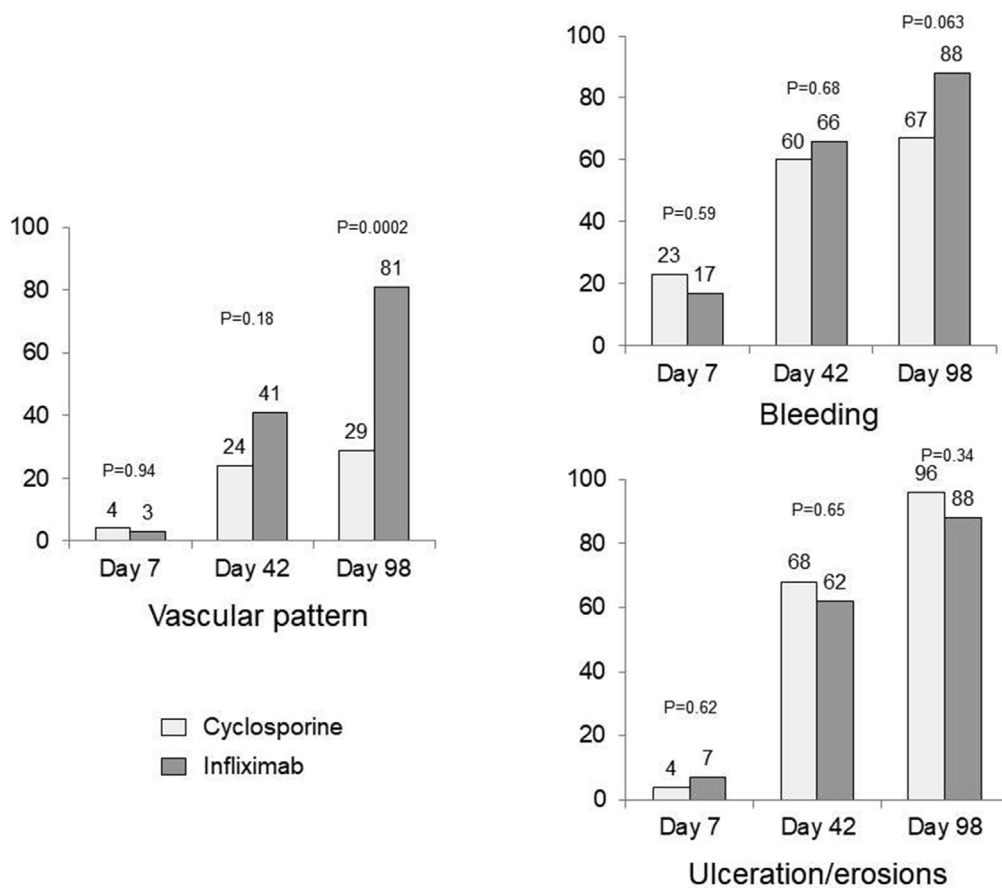 100
80
60
40
20
0
P=0.94
P=0.18
P=0.0002
4 3
24 41
29 81
Day 7 Day 42 Day 98
Vascular pattern
Cyclosporine
Infliximab
100
80
60
40
20
0
P=0.59
P=0.68
P=0.063
23 17
60 66
67 88
Day 7 Day 42 Day 98
Bleeding
100
80
60
40
20
0
P=0.62
P=0.65
P=0.34
4 7
68 62
96 88
Day 7 Day 42 Day 98
Ulceration/erosions